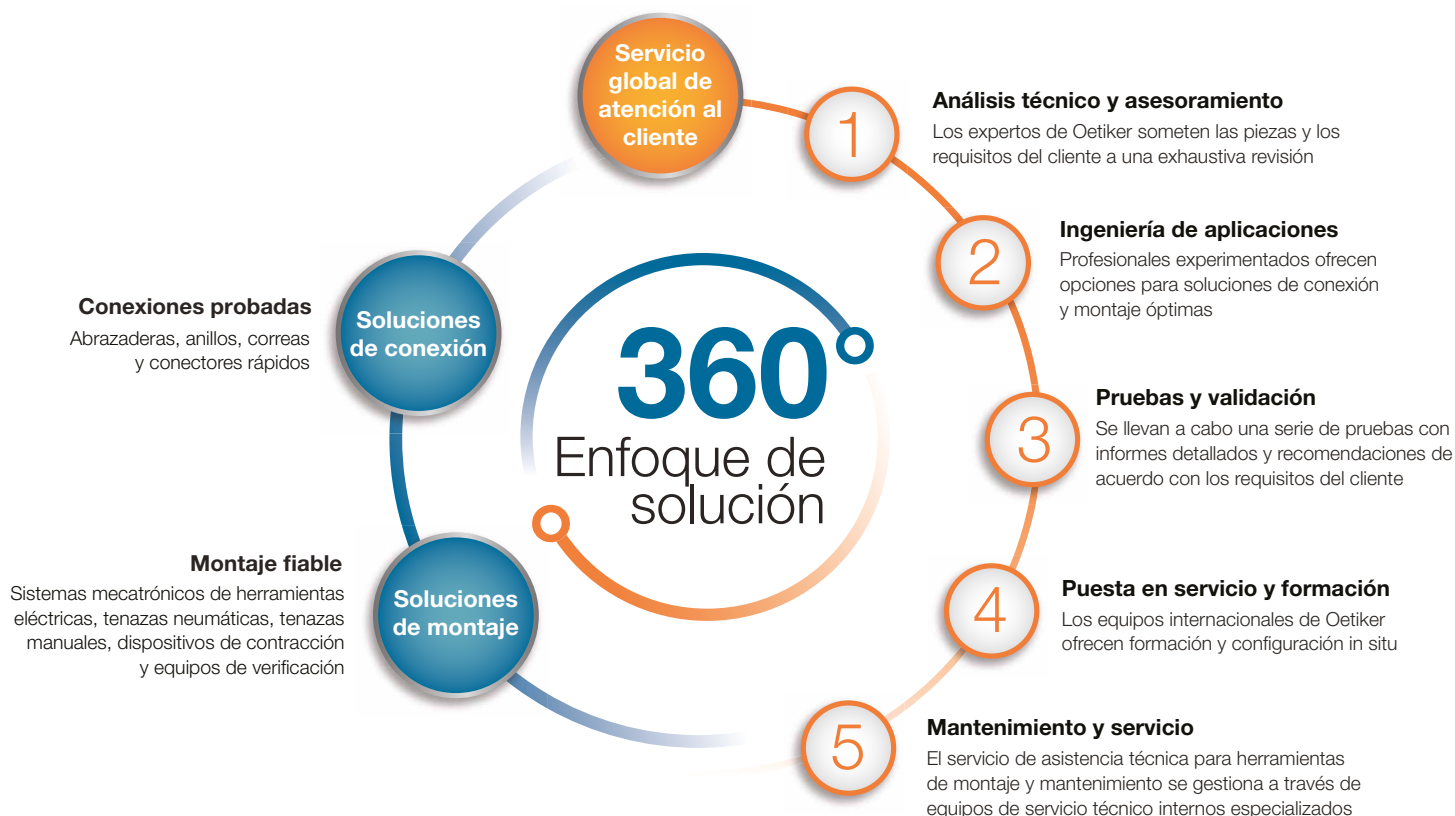 Servicio
global de
atención al
cliente
1
Análisis técnico y asesoramiento
Los expertos de Oetiker someten las piezas y los
requisitos del cliente a una exhaustiva revisión
2
Ingeniería de aplicaciones
Profesionales experimentados ofrecen
opciones para soluciones de conexión
y montaje óptimas
3
Pruebas y validación
Se llevan a cabo una serie de pruebas con
informes detallados y recomendaciones de
acuerdo con los requisitos del cliente
4
Puesta en servicio y formación
Los equipos internacionales de Oetiker
ofrecen formación y configuración in situ
5
Mantenimiento y servicio
El servicio de asistencia técnica para herramientas
de montaje y mantenimiento se gestiona a través de
equipos de servicio técnico internos especializados
Soluciones
de conexión
Conexiones probadas
Abrazaderas, anillos, correas
y conectores rápidos
Soluciones
de montaje
Montaje fiable
Sistemas mecatrónicos de herramientas
eléctricas, tenazas neumáticas, tenazas
manuales, dispositivos de contracción
y equipos de verificación
360°
Enfoque de
solución